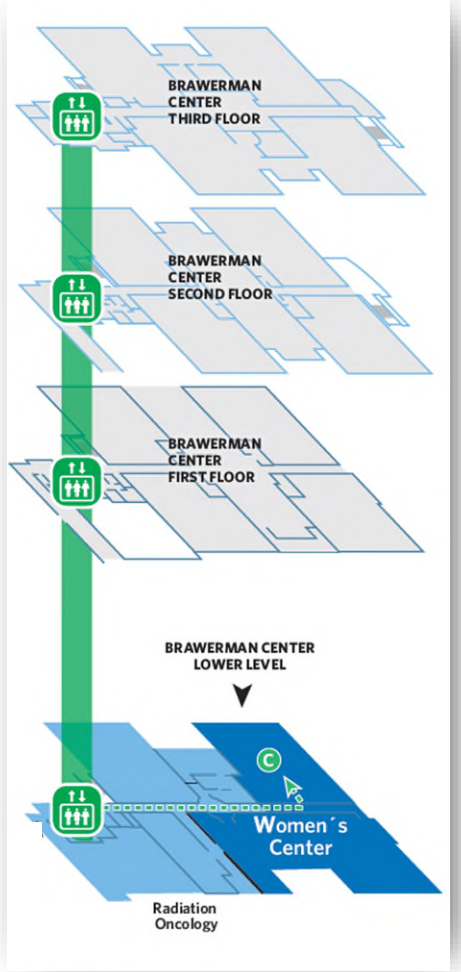 BRAWERMAN
CENTER
THIRD FLOOR
BRAWERMAN
CENTER
SECOND FLOOR
BRAWERMAN
CENTER
FIRST FLOOR
BRAWERMAN CENTER
LOWER LEVEL
C
Women´s
Center
Radiation
Oncology